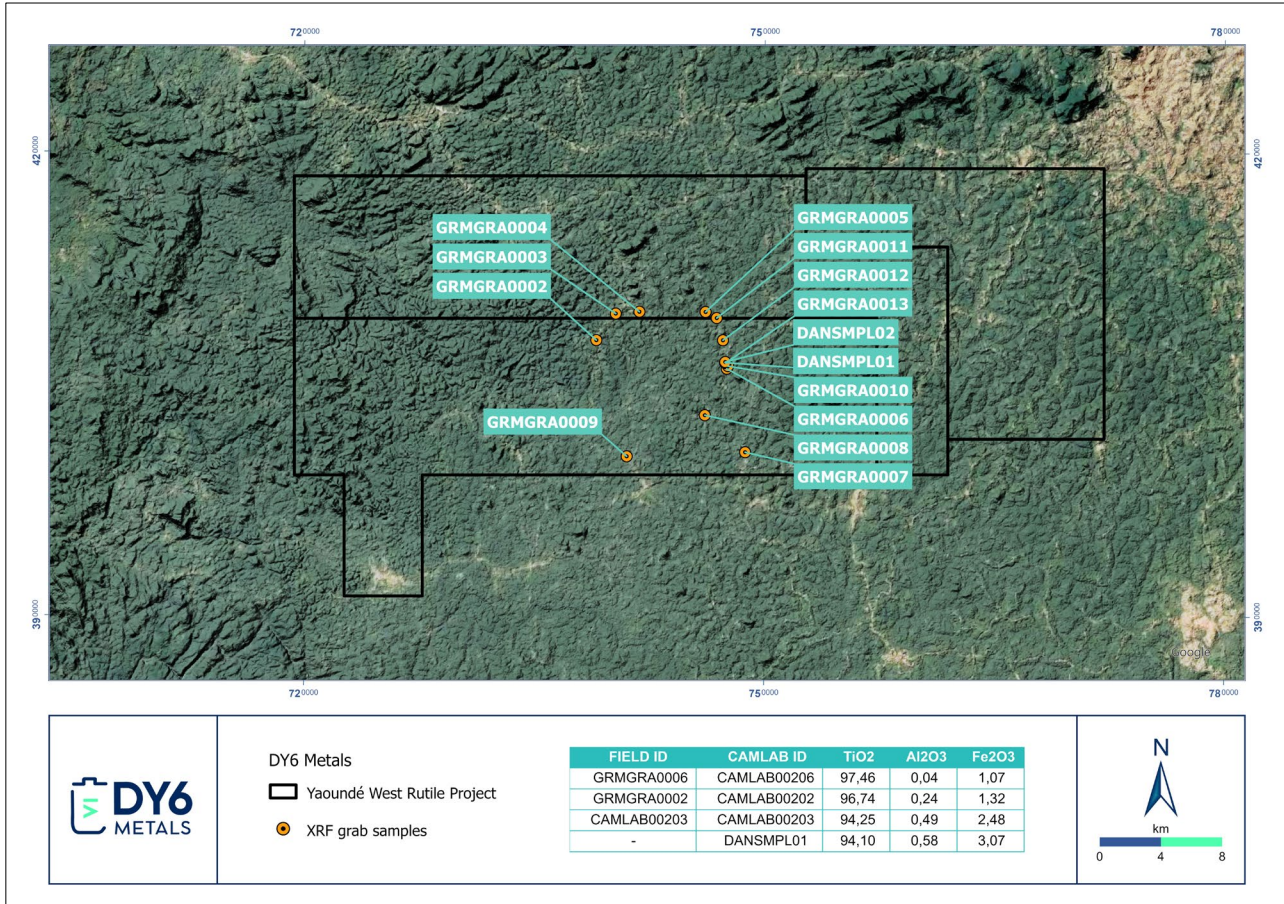 720000 750000 780000
420000 420000
GRMGRA0005
GRMGRA0004
GRMGRA0011
GRMGRA0003
GRMGRA0012
GRMGRA0002
GRMGRA0013
DANSMPL02
DANSMPL01
GRMGRA0010
GRMGRA0009
GRMGRA0006
GRMGRA0008
GRMGRA0007
390000 390000
Google
720000 750000 780000
DY6
METALS
DY6 Metals
Yaoundé West Rutile Project
XRF grab samples
FIELD ID CAMLAB ID TiO2 Al2O3 Fe2O3
GRMGRA0006 CAMLAB00206 97,46 0,04 1,07
GRMGRA0002 CAMLAB00202 96,74 0,24 1,32
CAMLAB00203 CAMLAB00203 94,25 0,49 2,48
- DANSMPL01 94,10 0,58 3,07
N
km
0 4 8